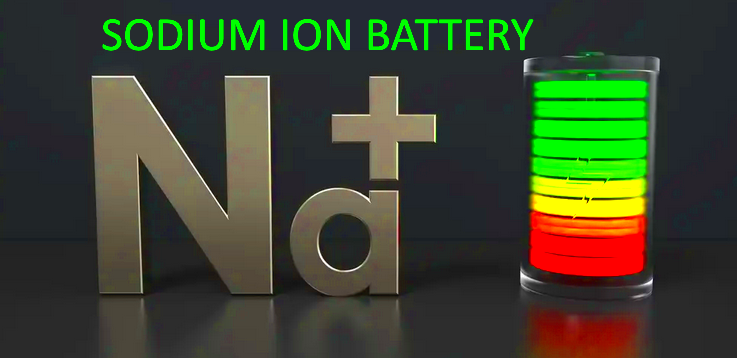 SODIUM ION BATTERY
Na+